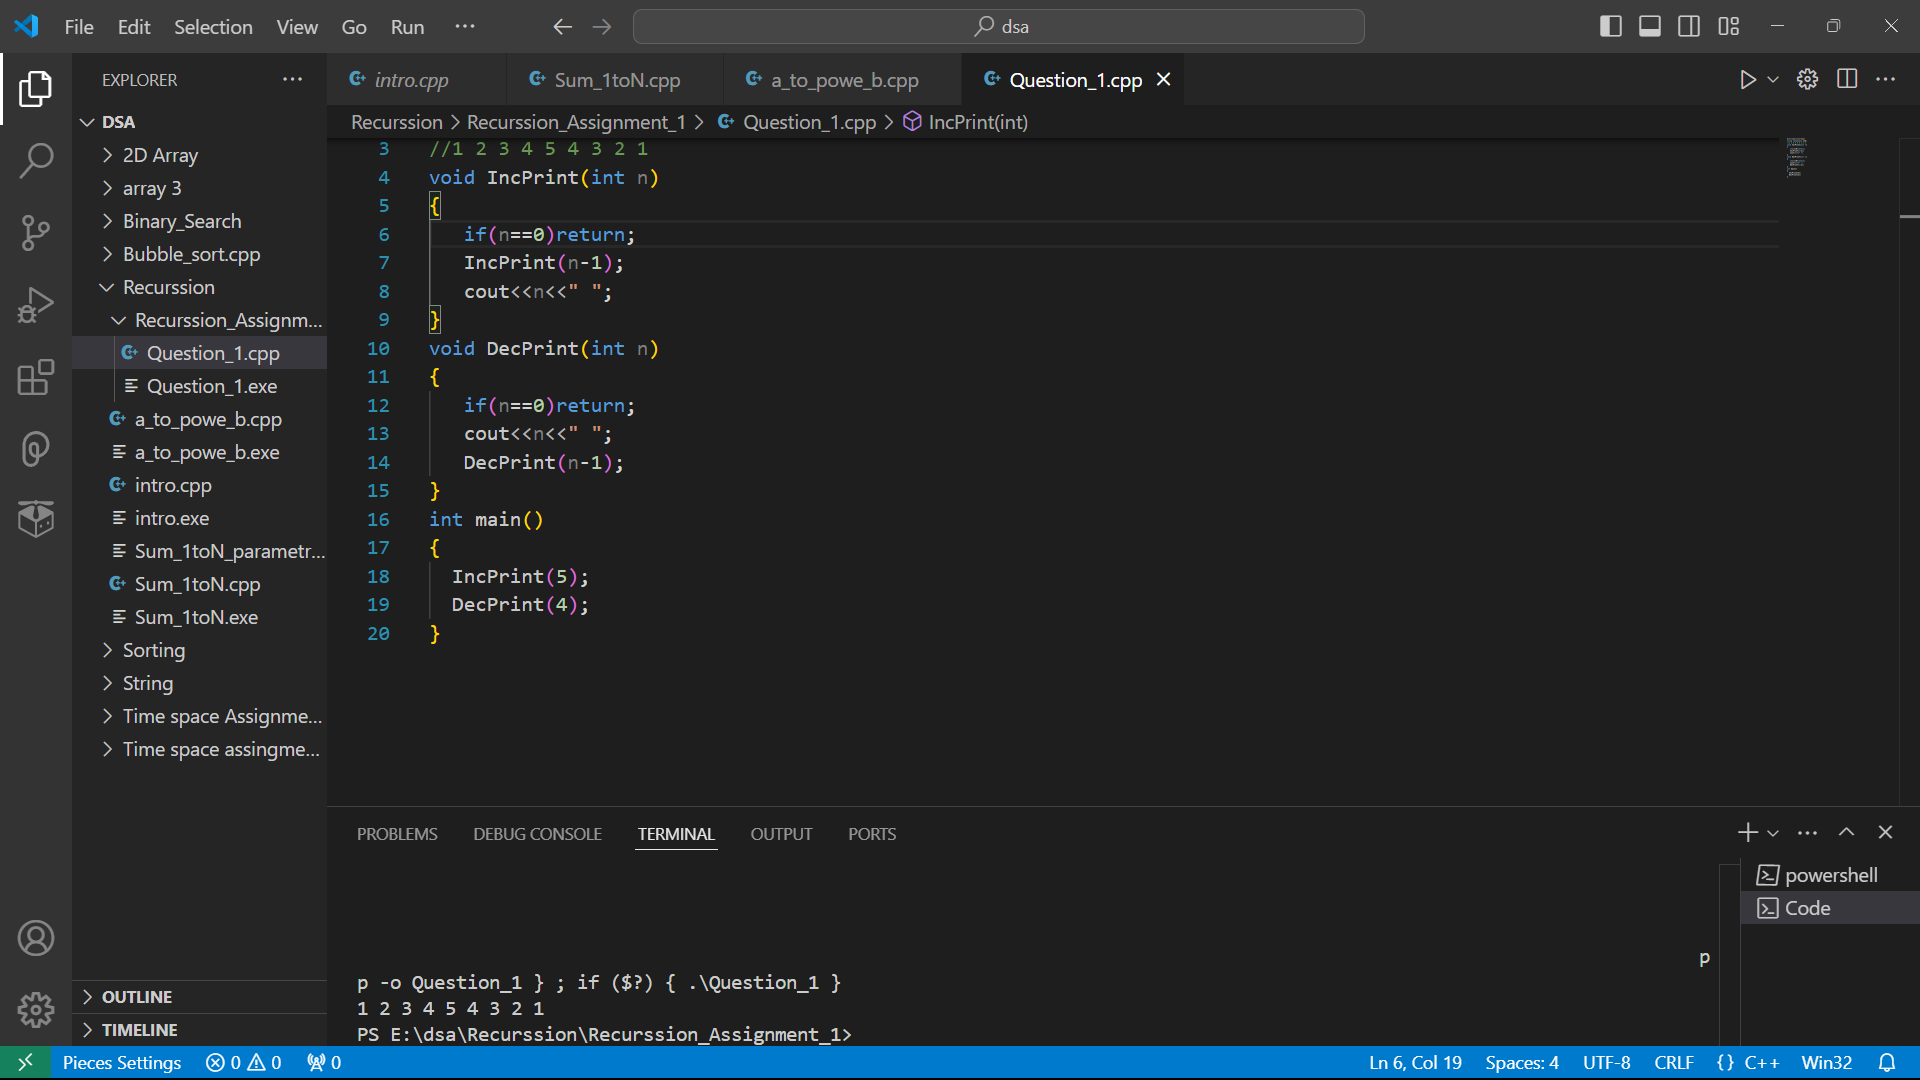 File Edit Selection View Go Run ··· dsa
EXPLORER ···
DSA
2D Array
array 3
Binary_Search
Bubble_sort.cpp
Recurssion
Recurssion_Assignm...
Question_1.cpp
Question_1.exe
a_to_powe_b.cpp
a_to_powe_b.exe
intro.cpp
intro.exe
Sum_1toN_parametr...
Sum_1toN.cpp
Sum_1toN.exe
Sorting
String
Time space Assignme...
Time space assingme...
OUTLINE
TIMELINE
intro.cpp Sum_1toN.cpp a_to_powe_b.cpp Question_1.cpp
Recurssion > Recurssion_Assignment_1 > Question_1.cpp > IncPrint(int)
3 //1 2 3 4 5 4 3 2 1
4 void IncPrint(int n)
5 {
6 if(n==0)return;
7 IncPrint(n-1);
8 cout<<n<<" ";
9 }
10 void DecPrint(int n)
11 {
12 if(n==0)return;
13 cout<<n<<" ";
14 DecPrint(n-1);
15 }
16 int main()
17 {
18 IncPrint(5);
19 DecPrint(4);
20 }
PROBLEMS DEBUG CONSOLE TERMINAL OUTPUT PORTS
powershell
Code
p
p -o Question_1 } ; if ($?) { .\Question_1 }
1 2 3 4 5 4 3 2 1
PS E:\dsa\Recurssion\Recurssion_Assignment_1>
Pieces Settings 0 0 0 Ln 6, Col 19 Spaces: 4 UTF-8 CRLF {} C++ Win32